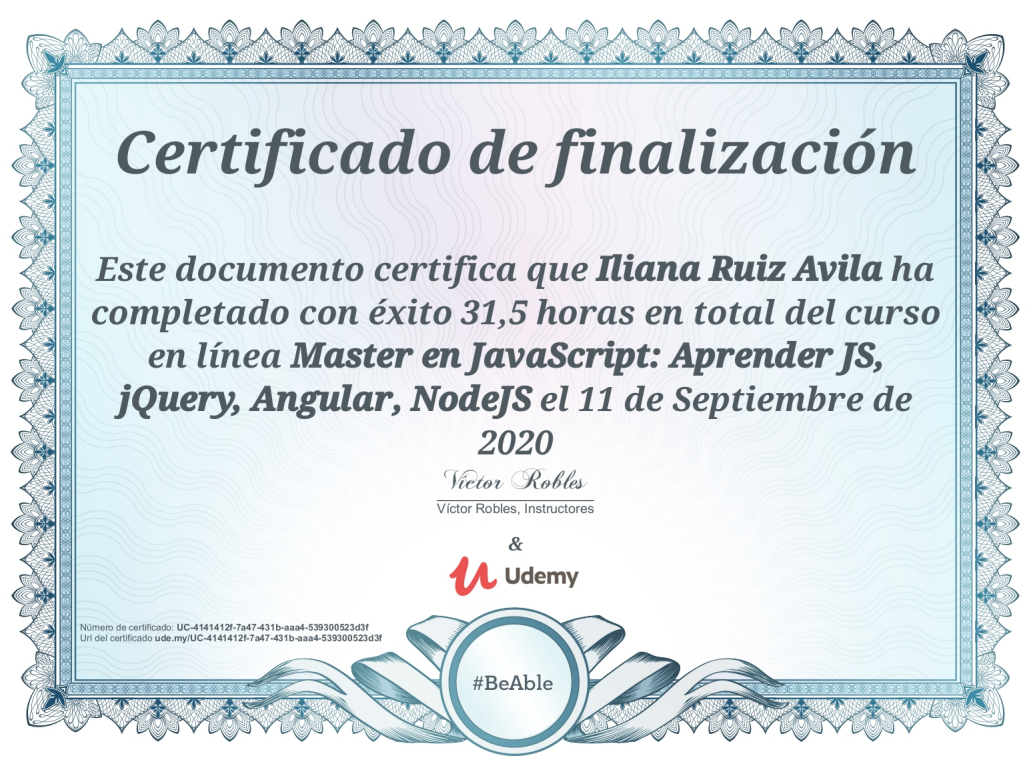 Certificado de finalización
Este documento certifica que Iliana Ruiz Avila ha
completado con éxito 31,5 horas en total del curso
en línea Master en JavaScript: Aprender JS,
jQuery, Angular, NodeJS el 11 de Septiembre de
2020
Víctor Robles
Víctor Robles, Instructores
&
Udemy
Número de certificado: UC-4141412f-7a47-431b-aaa4-539300523d3f
Url del certificado ude.my/UC-4141412f-7a47-431b-aaa4-539300523d3f
#BeAble